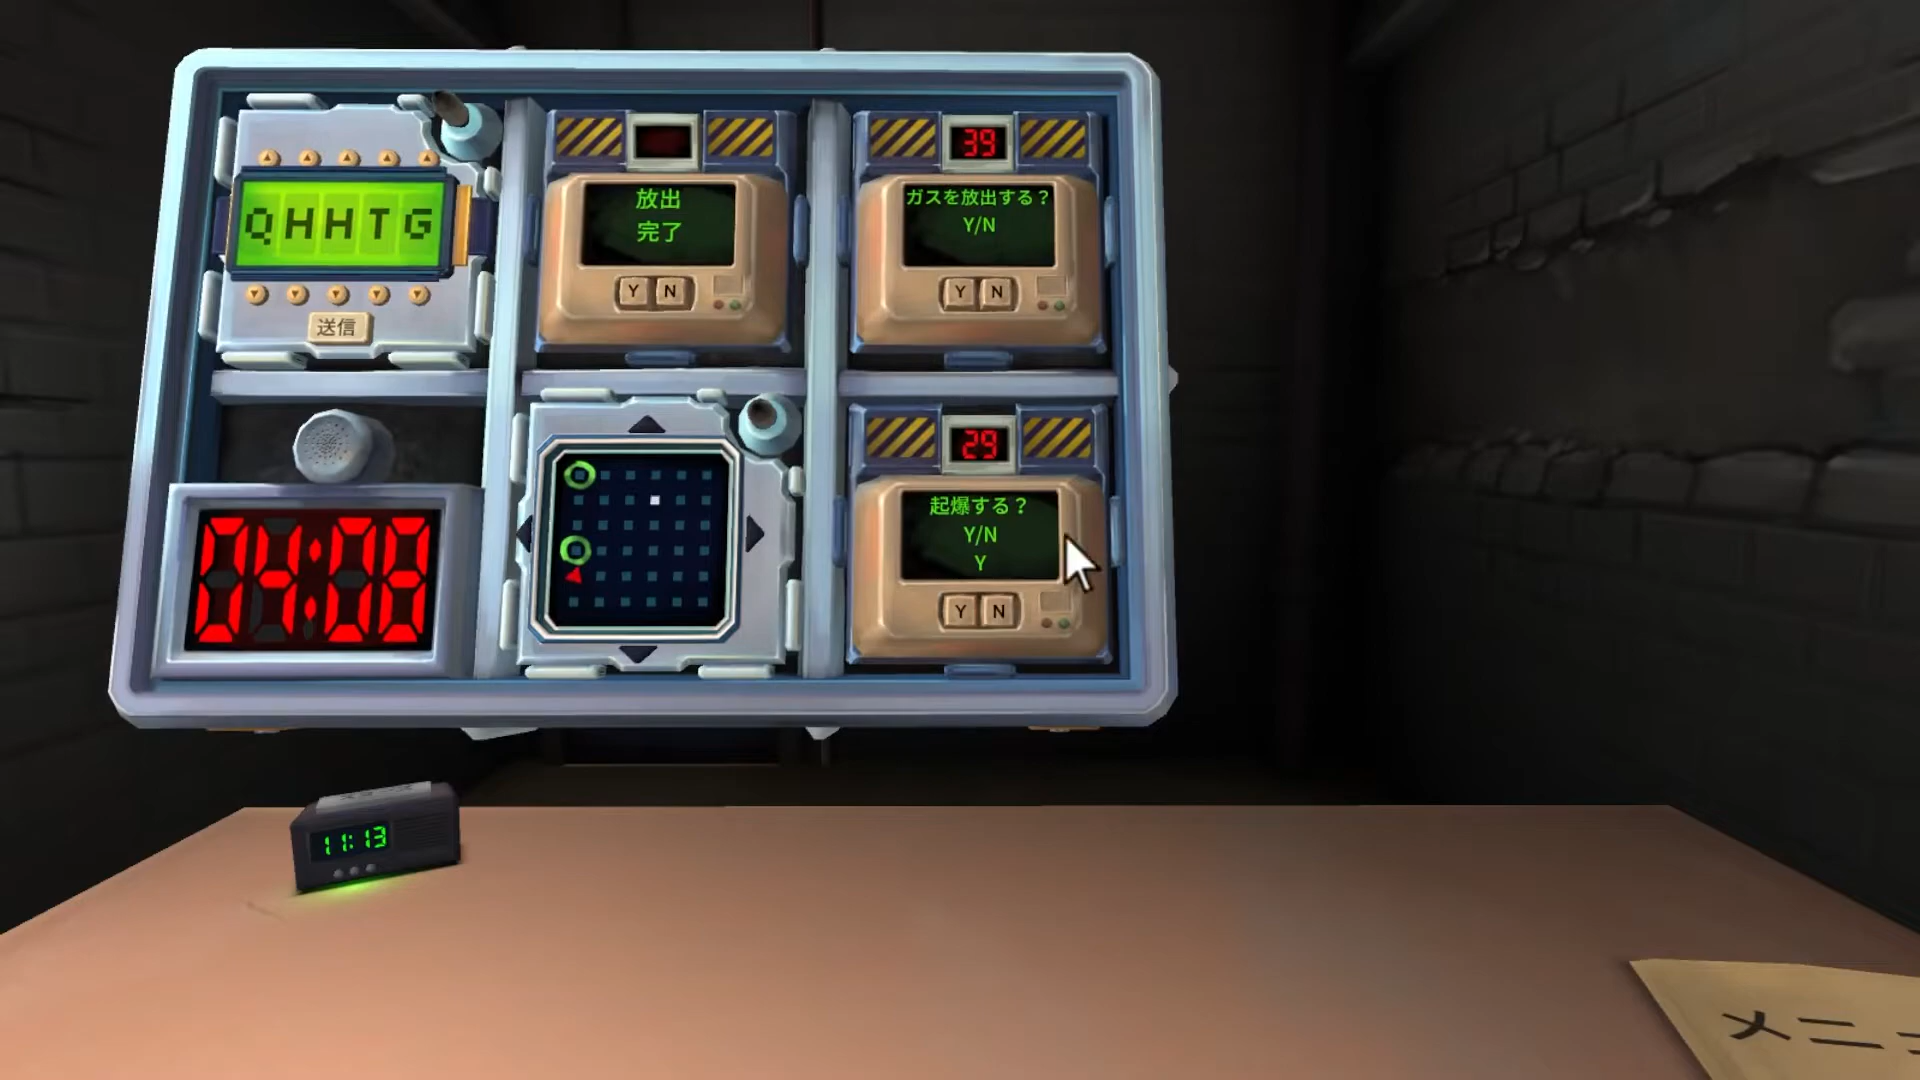 QHHTG
送信
放出
完了
Y N
39
ガスを放出する?
Y/N
Y N
04:08
29
起爆する?
Y/N
Y
Y N
11:13
メニ